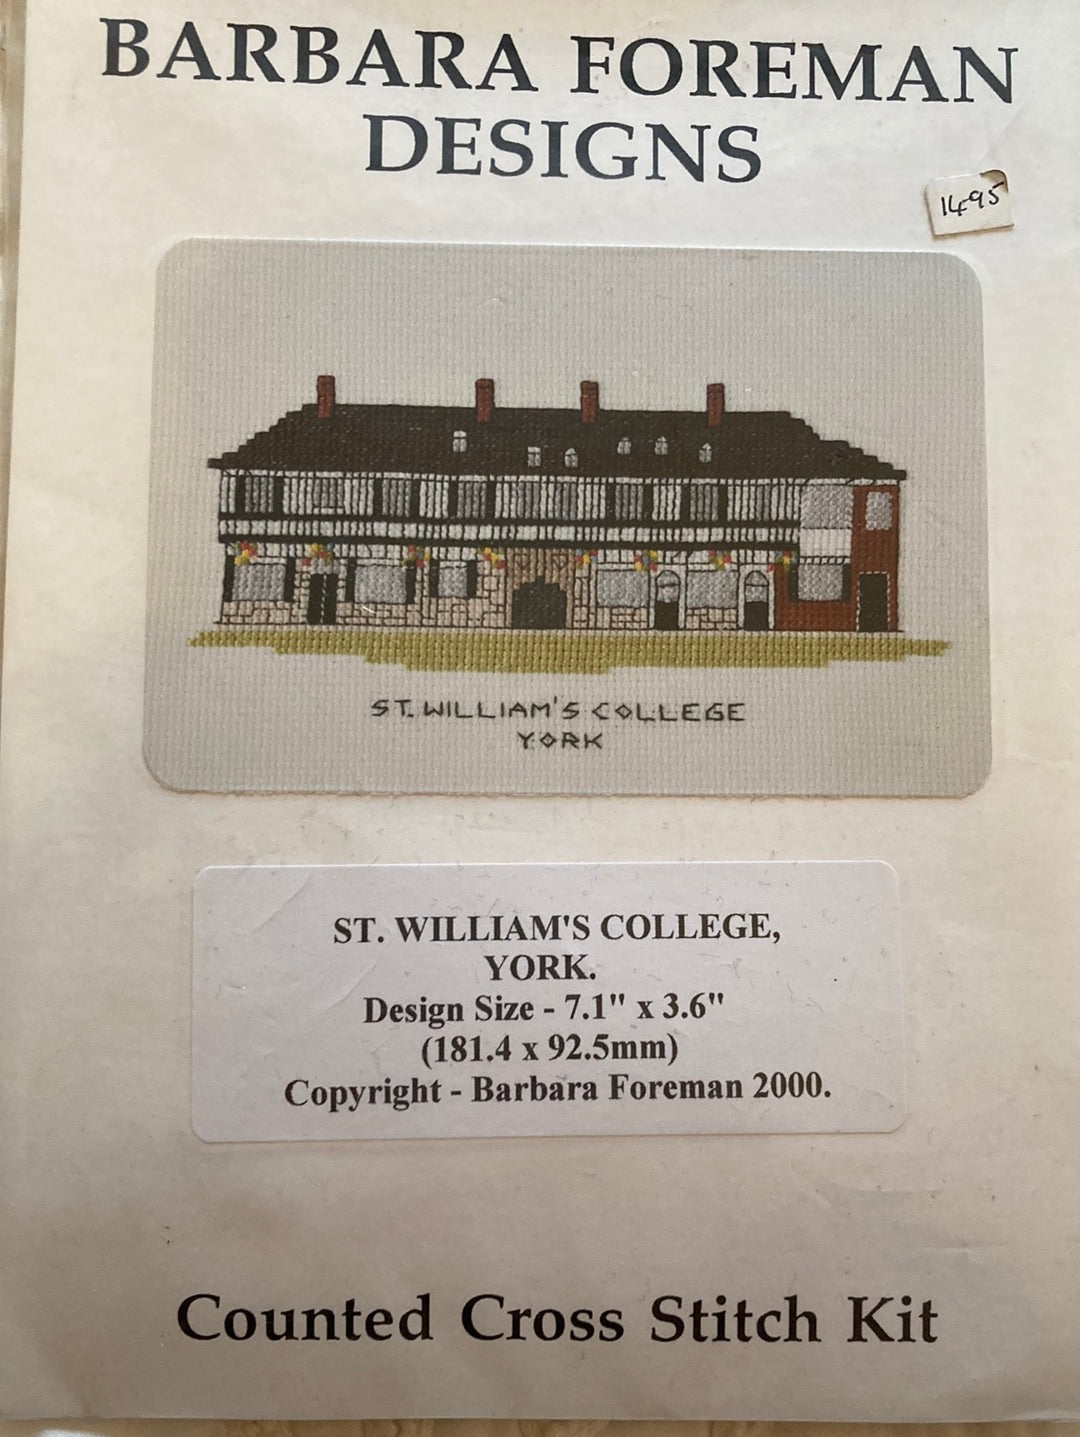 BARBARA FOREMAN
DESIGNS
1495
ST. WILLIAM'S COLLEGE
YORK
ST. WILLIAM'S COLLEGE,
YORK.
Design Size - 7.1" x 3.6"
(181.4 x 92.5mm)
Copyright - Barbara Foreman 2000.
Counted Cross Stitch Kit